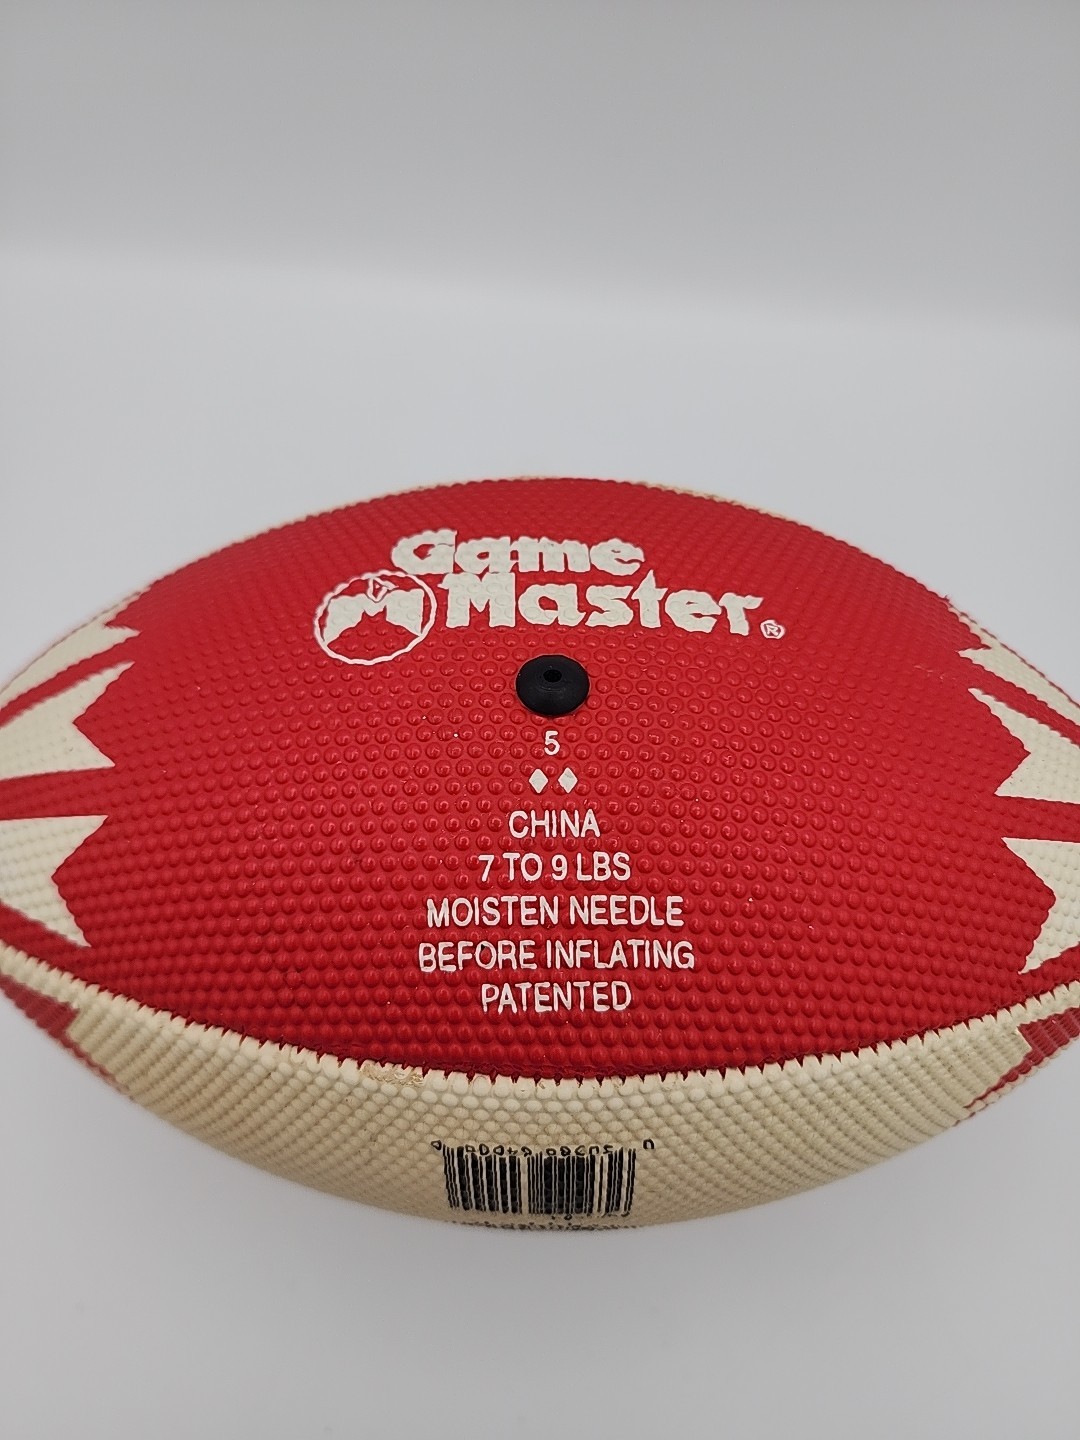 Game
Master®
5
♦♦
CHINA
7 TO 9 LBS
MOISTEN NEEDLE
BEFORE INFLATING
PATENTED